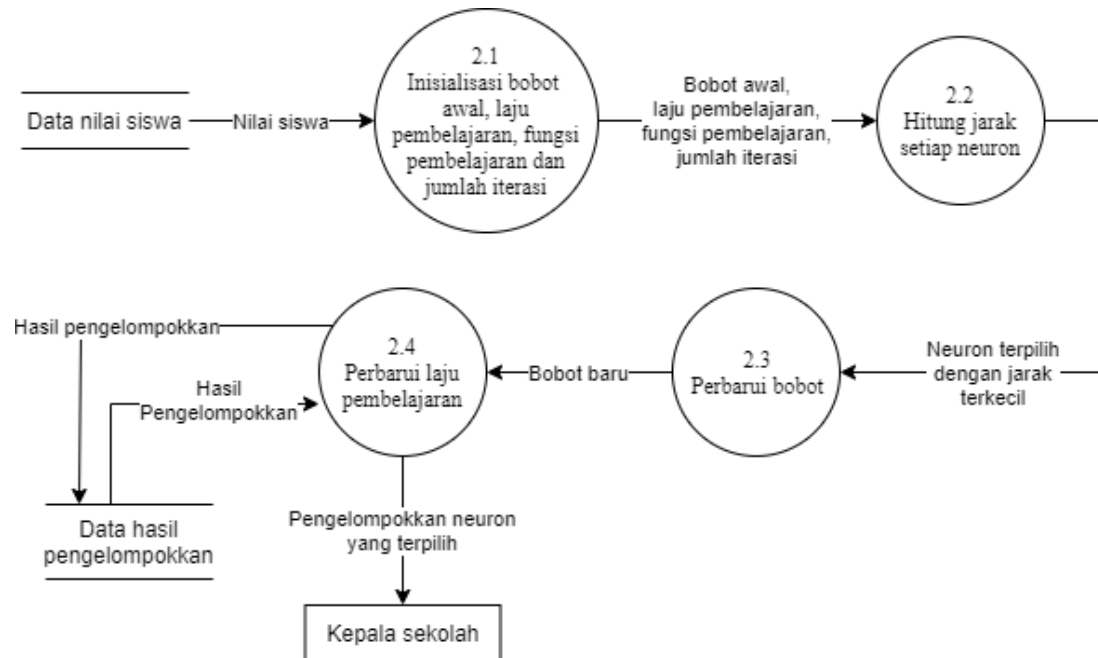 2.1
Inisialisasi bobot
awal, laju
pembelajaran, fungsi
pembelajaran dan
jumlah iterasi
Data nilai siswa
Nilai siswa
Bobot awal,
laju pembelajaran,
fungsi pembelajaran,
jumlah iterasi
2.2
Hitung jarak
setiap neuron
Hasil pengelompokkan
Hasil
Pengelompokkan
2.4
Perbarui laju
pembelajaran
Bobot baru
2.3
Perbarui bobot
Neuron terpilih
dengan jarak
terkecil
Data hasil
pengelompokkan
Pengelompokkan neuron
yang terpilih
Kepala sekolah